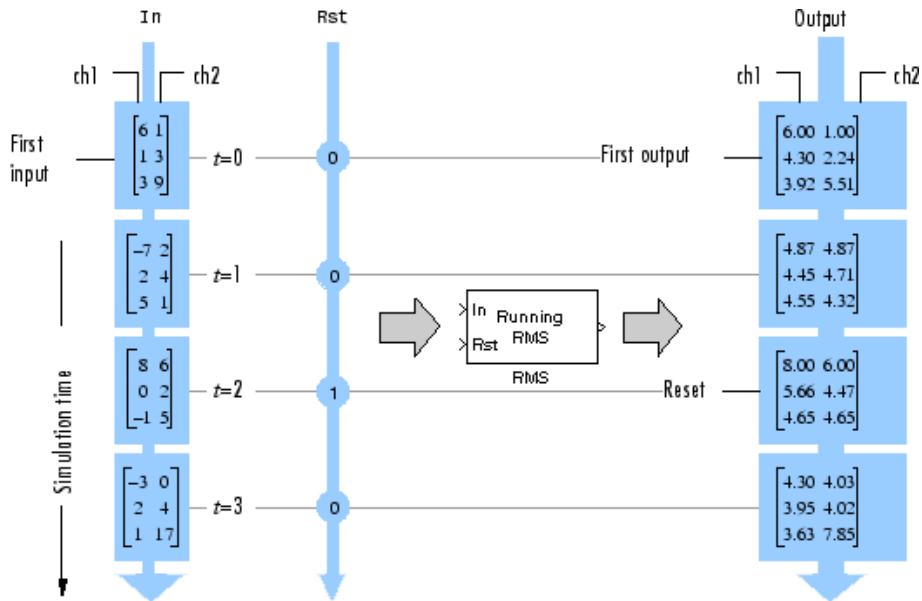 In Rst Output
ch1 ch2 ch1 ch2
First input
6 1
1 3
3 9
t=0
0
First output
6.00 1.00
4.30 2.24
3.92 5.51
-7 2
2 4
5 1
t=1
0
4.87 4.87
4.45 4.71
4.55 4.32
In
Rst
Running
RMS
RMS
Simulation time
8 6
0 2
-1 5
t=2
1
Reset
8.00 6.00
5.66 4.47
4.65 4.65
-3 0
2 4
1 17
t=3
0
4.30 4.03
3.95 4.02
3.63 7.85